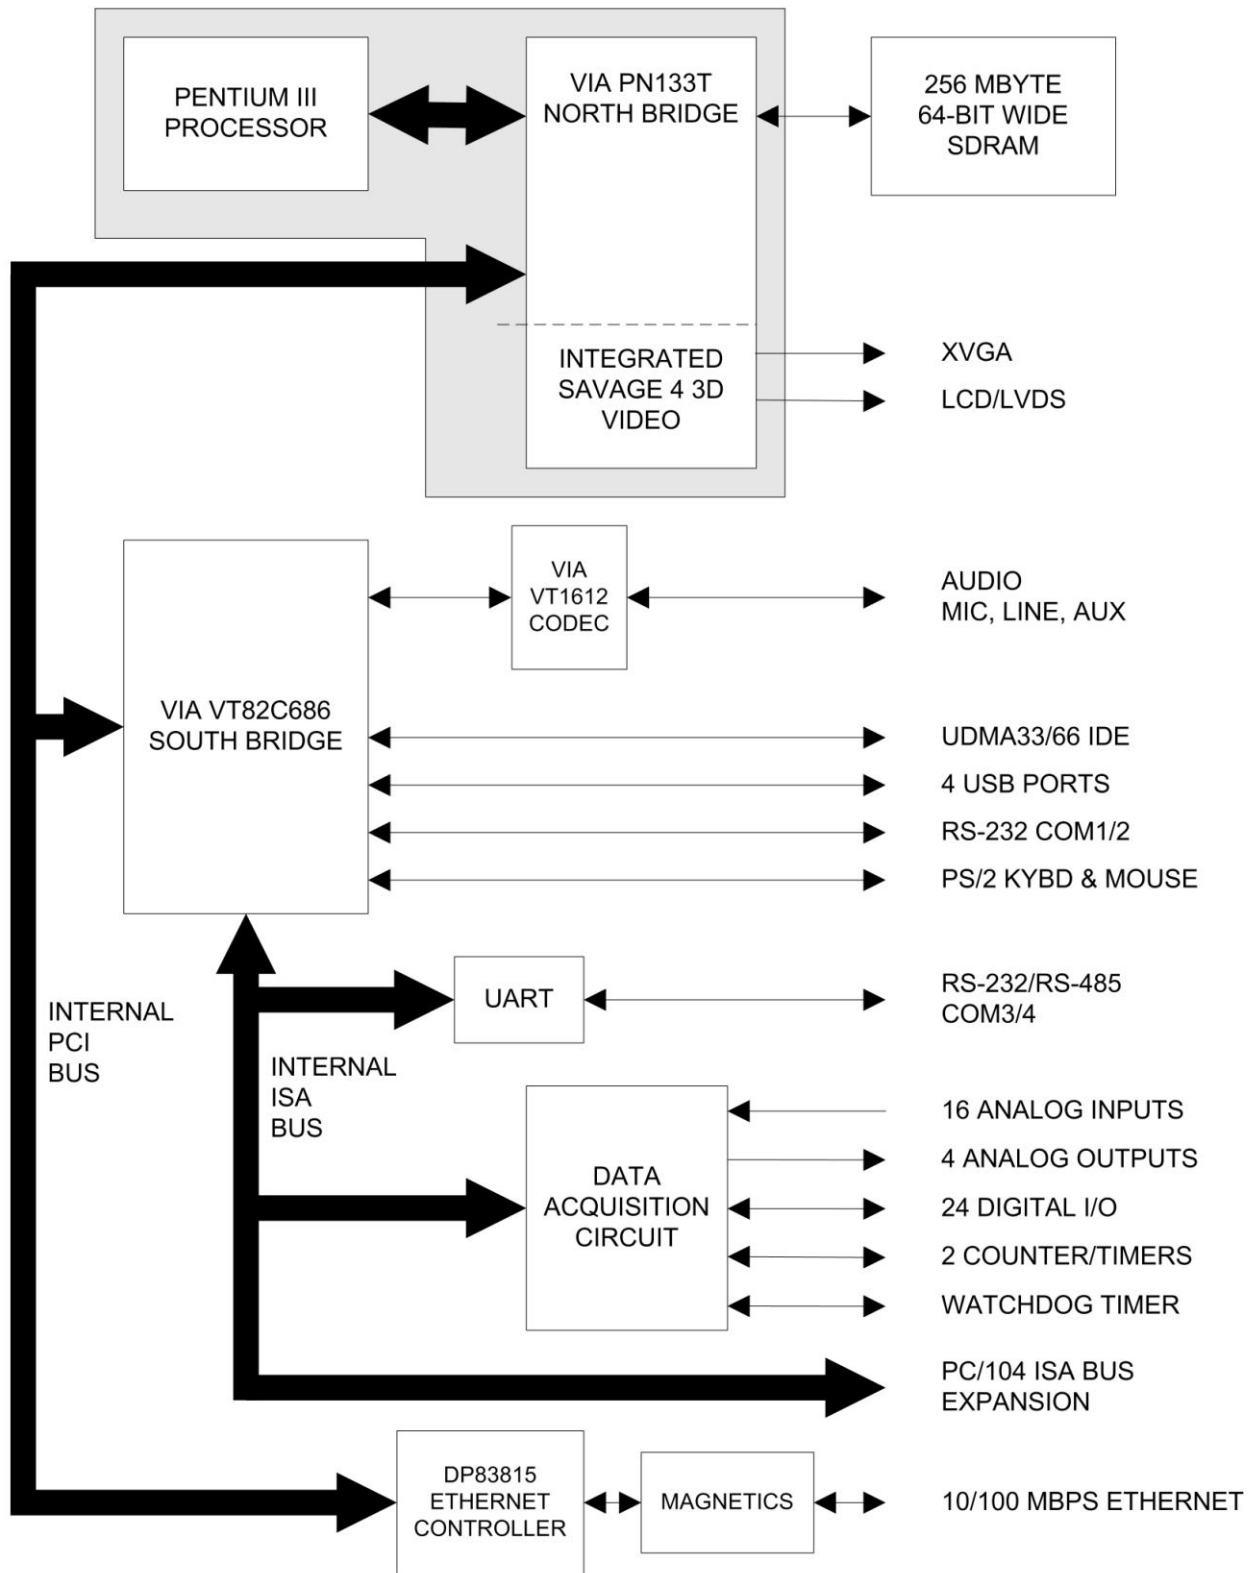 PENTIUM III
PROCESSOR
VIA PN133T
NORTH BRIDGE
256 MBYTE
64-BIT WIDE
SDRAM
INTEGRATED
SAVAGE 4 3D
VIDEO
XVGA
LCD/LVDS
VIA
VT1612
CODEC
AUDIO
MIC, LINE, AUX
VIA VT82C686
SOUTH BRIDGE
UDMA33/66 IDE
4 USB PORTS
RS-232 COM1/2
PS/2 KYBD & MOUSE
INTERNAL
PCI
BUS
INTERNAL
ISA
BUS
UART
RS-232/RS-485
COM3/4
DATA
ACQUISITION
CIRCUIT
16 ANALOG INPUTS
4 ANALOG OUTPUTS
24 DIGITAL I/O
2 COUNTER/TIMERS
WATCHDOG TIMER
PC/104 ISA BUS
EXPANSION
DP83815
ETHERNET
CONTROLLER
MAGNETICS
10/100 MBPS ETHERNET